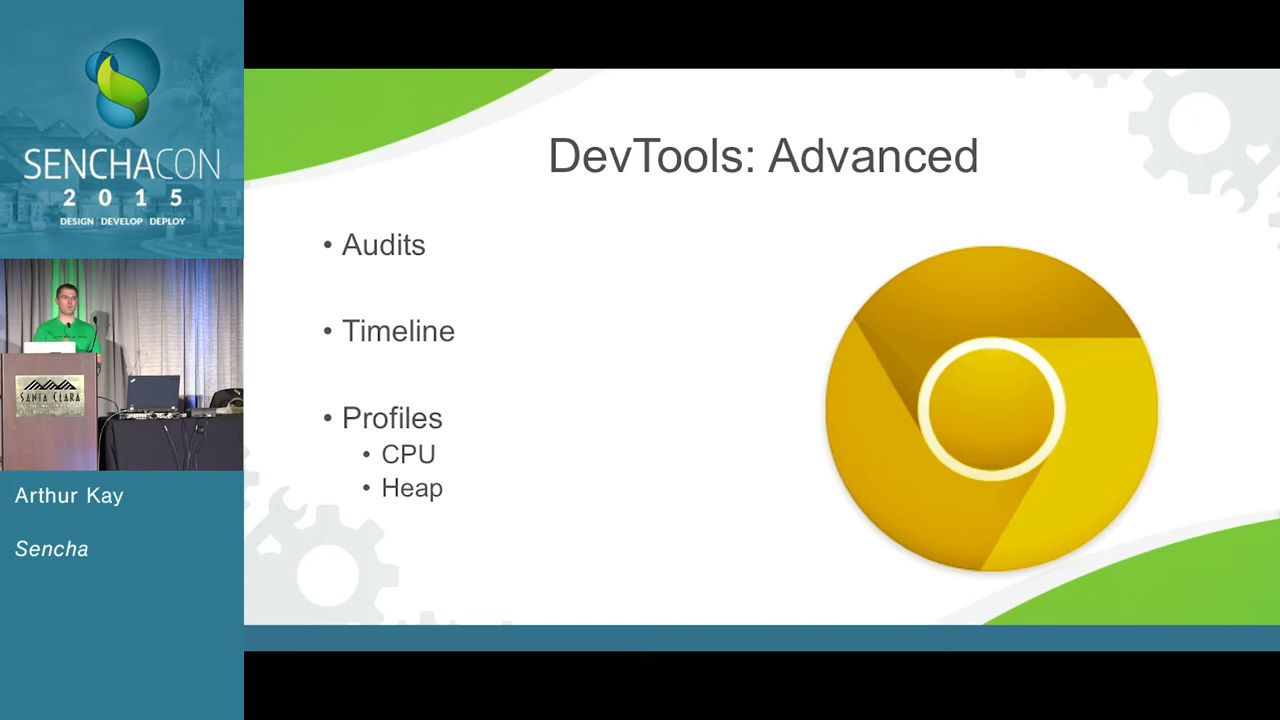 SENCHACON
2 0 1 5
DESIGN | DEVELOP | DEPLOY
SANTA CLARA
Arthur Kay
Sencha
DevTools: Advanced
• Audits
• Timeline
• Profiles
• CPU
• Heap